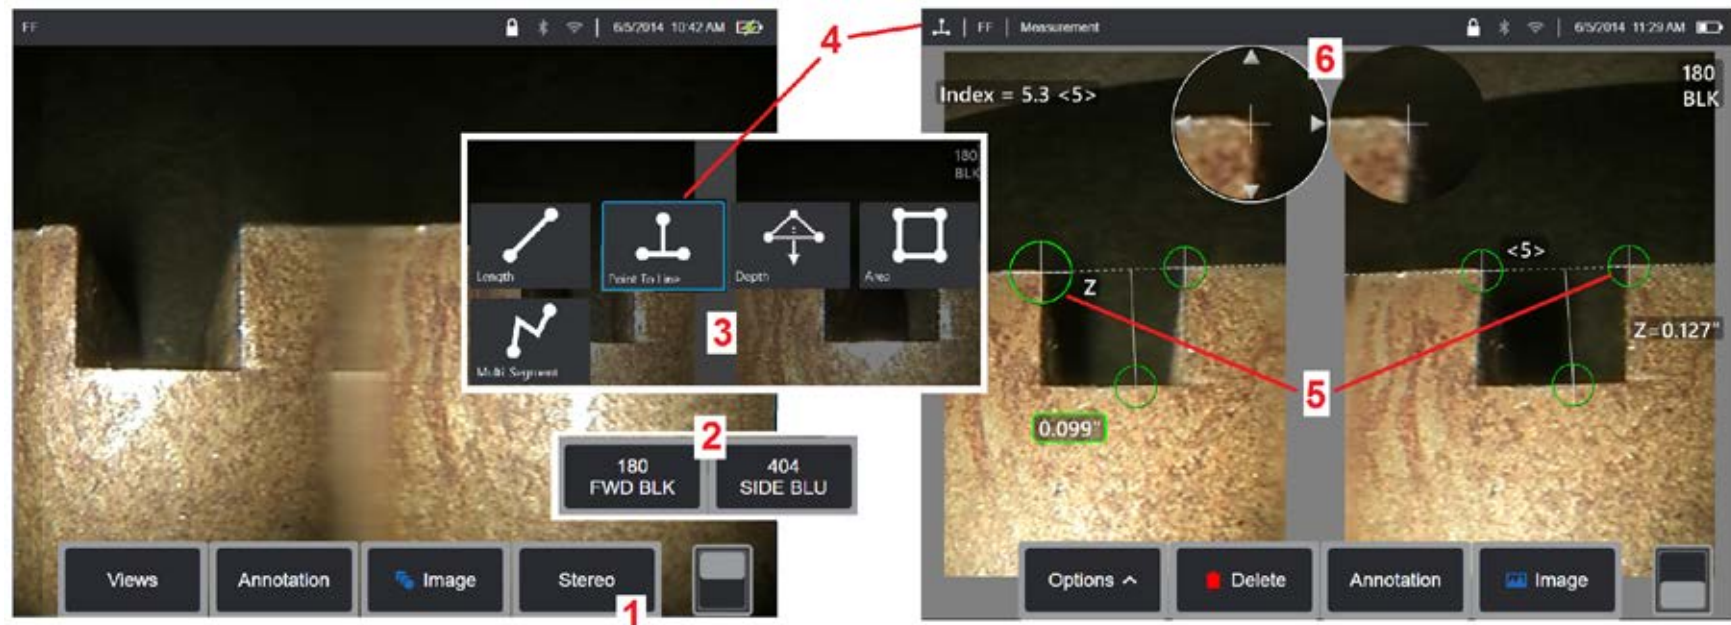 FF
6/5/2014 10:42 AM
4
FF
Measurement
6/5/2014 11:29 AM
6
180
BLK
Index = 5.3 <5>
180
BLK
Length
Point To Line
Depth
Area
3
Multi Segment
<5>
Z
Z=0.127"
5
0.099"
2
180
FWD BLK
404
SIDE BLU
Views
Annotation
Image
Stereo
1
Options
Delete
Annotation
Image